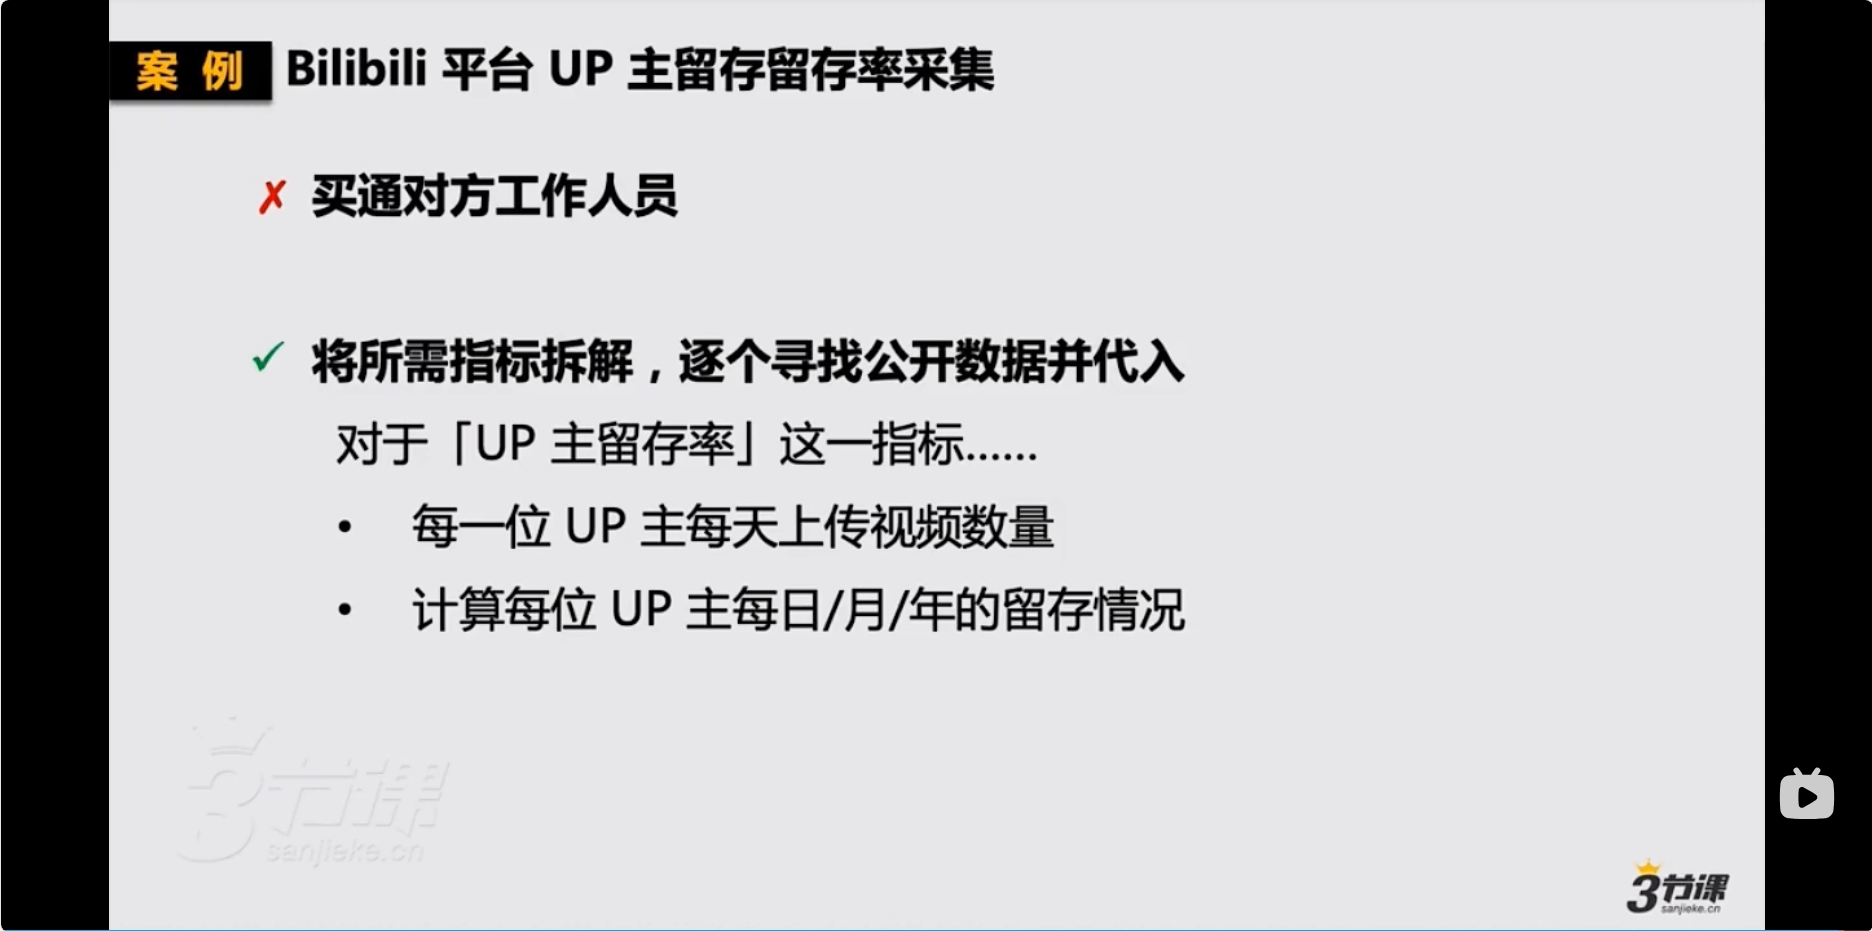 案 例 Bilibili 平台 UP 主留存留存率采集
✗ 买通对方工作人员
✓ 将所需指标拆解，逐个寻找公开数据并代入
对于「UP 主留存率」这一指标……
• 每一位 UP 主每天上传视频数量
• 计算每位 UP 主每日/月/年的留存情况
3节课
sanjieke.cn
3节课
sanjieke.cn